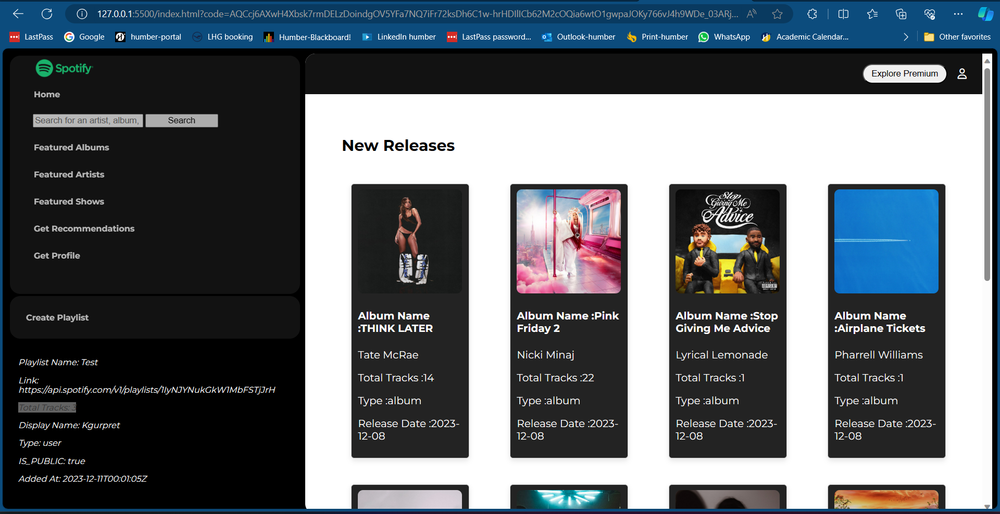 127.0.0.1:5500/index.html?code=AQCcj6AXwH4Xbsk7rmDELzDoindgOV5YFa7NQ7iFr72ksDh6C1w-hrHDIlICb62M2cOQia6wtO1gwpaJOKy766vJ4h9WDe_03ARj...
LastPass
Google
humber-portal
LHG booking
Humber-Blackboard!
LinkedIn humber
LastPass password...
Outlook-humber
Print-humber
WhatsApp
Academic Calendar...
Other favorites
Spotify
Home
Search for an artist, album,
Search
Featured Albums
Featured Artists
Featured Shows
Get Recommendations
Get Profile
Create Playlist
Playlist Name: Test
Link:
https://api.spotify.com/v1/playlists/1lyNJYNukGkW1MbFSTjJrH
Total Tracks: 3
Display Name: Kgurpret
Type: user
IS_PUBLIC: true
Added At: 2023-12-11T00:01:05Z
Explore Premium
New Releases
Album Name
:THINK LATER
Tate McRae
Total Tracks :14
Type :album
Release Date :2023-
12-08
Album Name :Pink
Friday 2
Nicki Minaj
Total Tracks :22
Type :album
Release Date :2023-
12-08
Stop
Giving Me
Advice
ADVISORY
Album Name :Stop
Giving Me Advice
Lyrical Lemonade
Total Tracks :1
Type :album
Release Date :2023-
12-08
Album Name
:Airplane Tickets
Pharrell Williams
Total Tracks :1
Type :album
Release Date :2023-
12-08